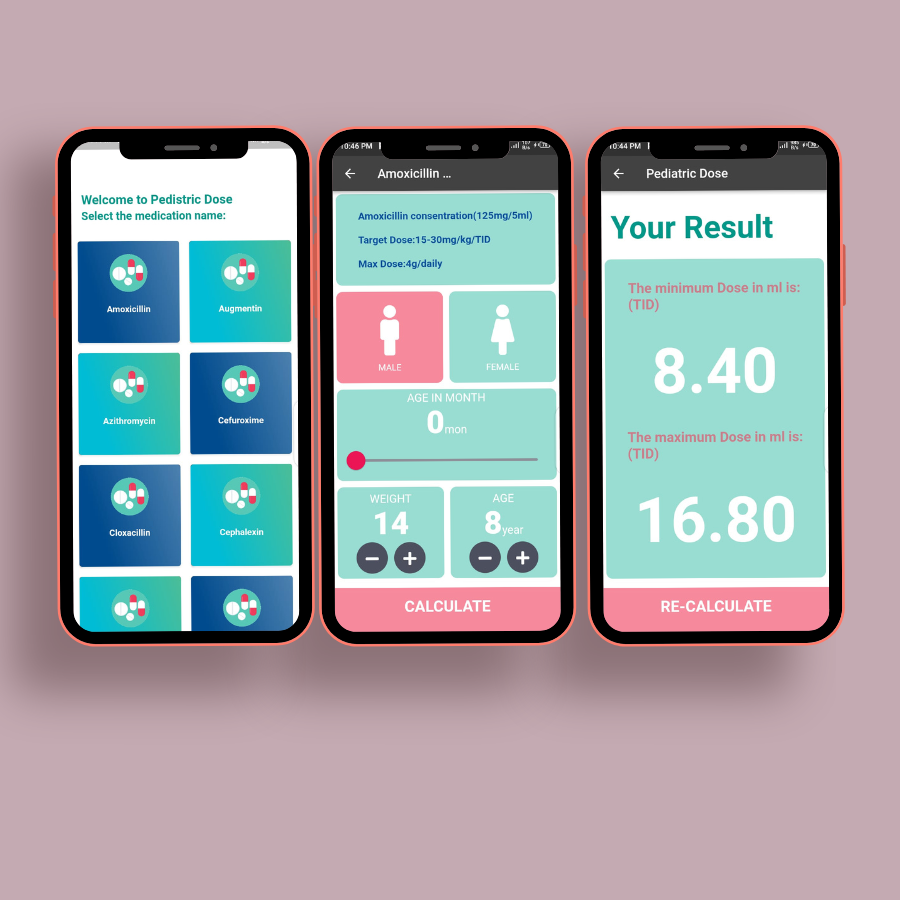 Welcome to Pedistric Dose
Select the medication name:
Amoxicillin
Augmentin
Azithromycin
Cefuroxime
Cloxacillin
Cephalexin
10:46 PM
Amoxicillin ...
Amoxicillin consentration(125mg/5ml)
Target Dose:15-30mg/kg/TID
Max Dose:4g/daily
MALE
FEMALE
AGE IN MONTH
0mon
WEIGHT
14
AGE
8year
CALCULATE
10:44 PM
Pediatric Dose
Your Result
The minimum Dose in ml is:
(TID)
8.40
The maximum Dose in ml is:
(TID)
16.80
RE-CALCULATE